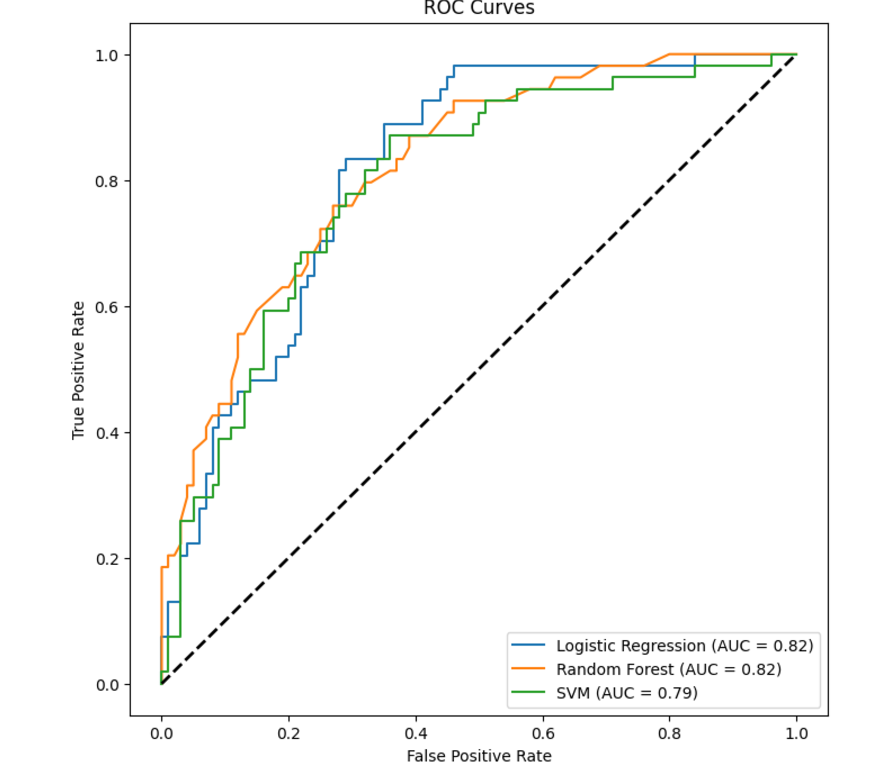 ROC Curves
1.0
0.8
0.6
0.4
0.2
0.0
True Positive Rate
Logistic Regression (AUC = 0.82)
Random Forest (AUC = 0.82)
SVM (AUC = 0.79)
0.0 0.2 0.4 0.6 0.8 1.0
False Positive Rate